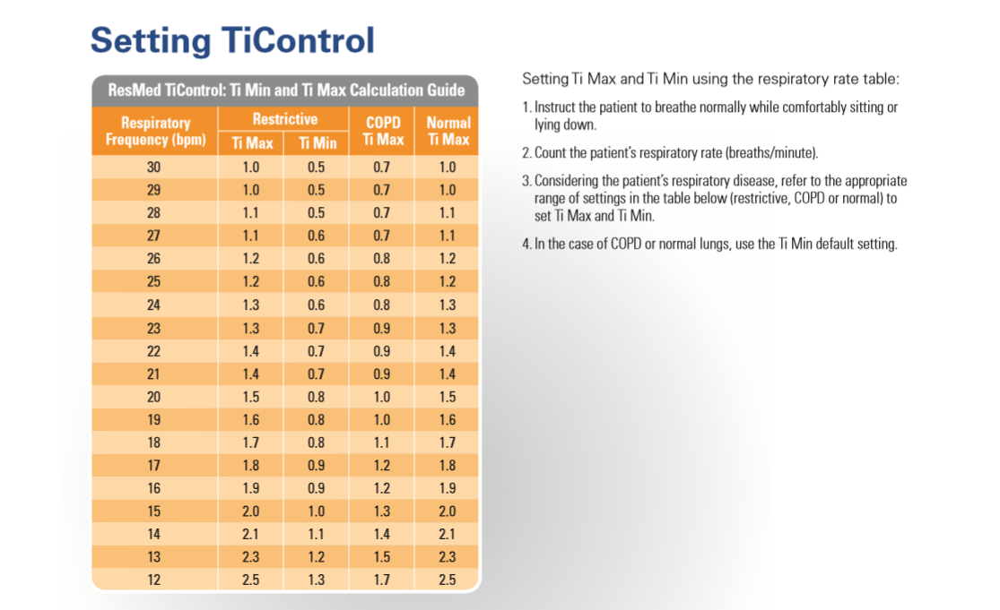 Setting TiControl
ResMed TiControl: Ti Min and Ti Max Calculation Guide
Respiratory Frequency (bpm) Restrictive COPD Ti Max Normal Ti Max
Ti Max Ti Min
30 1.0 0.5 0.7 1.0
29 1.0 0.5 0.7 1.0
28 1.1 0.5 0.7 1.1
27 1.1 0.6 0.7 1.1
26 1.2 0.6 0.8 1.2
25 1.2 0.6 0.8 1.2
24 1.3 0.6 0.8 1.3
23 1.3 0.7 0.9 1.3
22 1.4 0.7 0.9 1.4
21 1.4 0.7 0.9 1.4
20 1.5 0.8 1.0 1.5
19 1.6 0.8 1.0 1.6
18 1.7 0.8 1.1 1.7
17 1.8 0.9 1.2 1.8
16 1.9 0.9 1.2 1.9
15 2.0 1.0 1.3 2.0
14 2.1 1.1 1.4 2.1
13 2.3 1.2 1.5 2.3
12 2.5 1.3 1.7 2.5
Setting Ti Max and Ti Min using the respiratory rate table:
1. Instruct the patient to breathe normally while comfortably sitting or
lying down.
2. Count the patient's respiratory rate (breaths/minute).
3. Considering the patient's respiratory disease, refer to the appropriate
range of settings in the table below (restrictive, COPD or normal) to
set Ti Max and Ti Min.
4. In the case of COPD or normal lungs, use the Ti Min default setting.